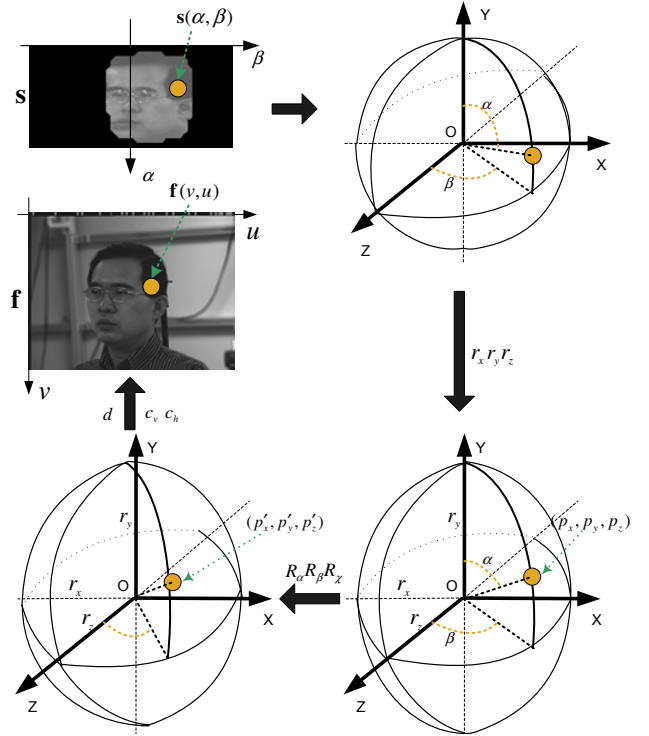 s(α, β)
β
s
α
Y
α
O
X
β
Z
f(v,u)
u
f
v
r_x r_y r_z
d c_v c_h
Y
r_y
(p′_x, p′_y, p′_z)
r_x
O
X
r_z
Z
R_α R_β R_χ
Y
r_y
(p_x, p_y, p_z)
α
r_x
O
X
r_z
β
Z